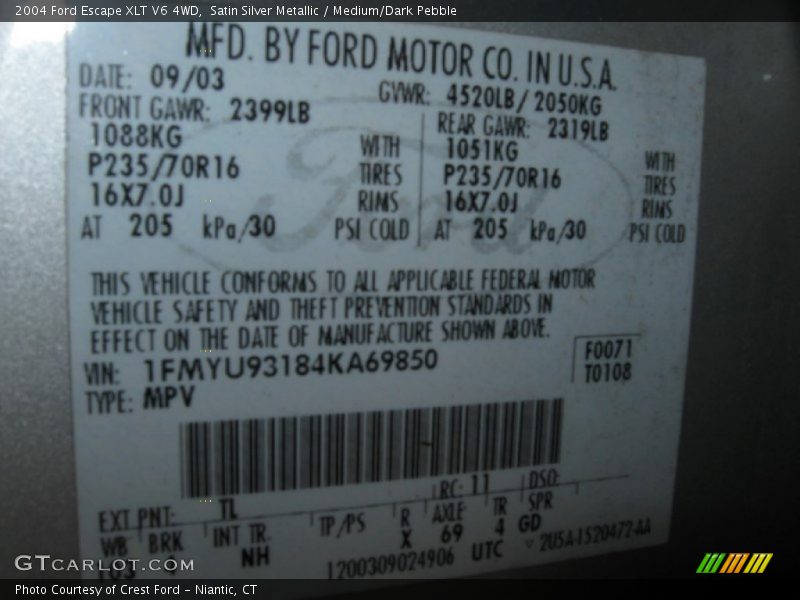 2004 Ford Escape XLT V6 4WD, Satin Silver Metallic / Medium/Dark Pebble
MFD. BY FORD MOTOR CO. IN U.S.A.
DATE: 09/03 GVWR: 4520LB/ 2050KG
FRONT GAWR: 2399LB REAR GAWR: 2319LB
1088KG WITH 1051KG WITH
P235/70R16 TIRES P235/70R16 TIRES
16X7.0J RIMS 16X7.0J RIMS
AT 205 kPa/30 PSI COLD AT 205 kPa/30 PSI COLD
Ford
THIS VEHICLE CONFORMS TO ALL APPLICABLE FEDERAL MOTOR
VEHICLE SAFETY AND THEFT PREVENTION STANDARDS IN
EFFECT ON THE DATE OF MANUFACTURE SHOWN ABOVE.
VIN: 1FMYU93184KA69850 F0071
TYPE: MPV T0108
EXT PNT: TL RC: 11 DSO:
WB BRK INT TR. TP/PS R AXLE TR SPR
NH X 69 4 GD
1200309024906 UTC 2U5A-1520472-AA
GTCARLOT.COM
Photo Courtesy of Crest Ford - Niantic, CT